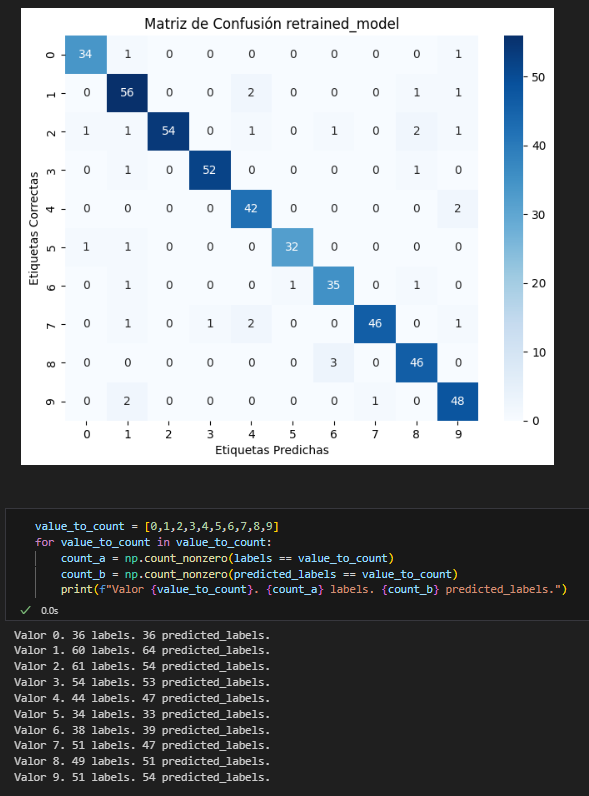 Matriz de Confusión retrained_model
0 34 1 0 0 0 0 0 0 0 1
1 0 56 0 0 2 0 0 0 1 1
2 1 1 54 0 1 0 1 0 2 1
3 0 1 0 52 0 0 0 0 1 0
4 0 0 0 0 42 0 0 0 0 2
5 1 1 0 0 0 32 0 0 0 0
6 0 1 0 0 0 1 35 0 1 0
7 0 1 0 1 2 0 0 46 0 1
8 0 0 0 0 0 0 3 0 46 0
9 0 2 0 0 0 0 0 1 0 48
0 1 2 3 4 5 6 7 8 9
Etiquetas Correctas
Etiquetas Predichas
50
40
30
20
10
0
value_to_count = [0,1,2,3,4,5,6,7,8,9]
for value_to_count in value_to_count:
    count_a = np.count_nonzero(labels == value_to_count)
    count_b = np.count_nonzero(predicted_labels == value_to_count)
    print(f"Valor {value_to_count}. {count_a} labels. {count_b} predicted_labels.")
0.0s
Valor 0. 36 labels. 36 predicted_labels.
Valor 1. 60 labels. 64 predicted_labels.
Valor 2. 61 labels. 54 predicted_labels.
Valor 3. 54 labels. 53 predicted_labels.
Valor 4. 44 labels. 47 predicted_labels.
Valor 5. 34 labels. 33 predicted_labels.
Valor 6. 38 labels. 39 predicted_labels.
Valor 7. 51 labels. 47 predicted_labels.
Valor 8. 49 labels. 51 predicted_labels.
Valor 9. 51 labels. 54 predicted_labels.